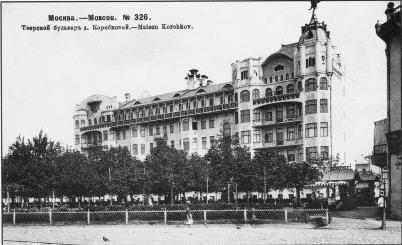 Москва.—Moscou. № 326.
Тверской бульваръ д. Коробковой.—Maison Korobkov.